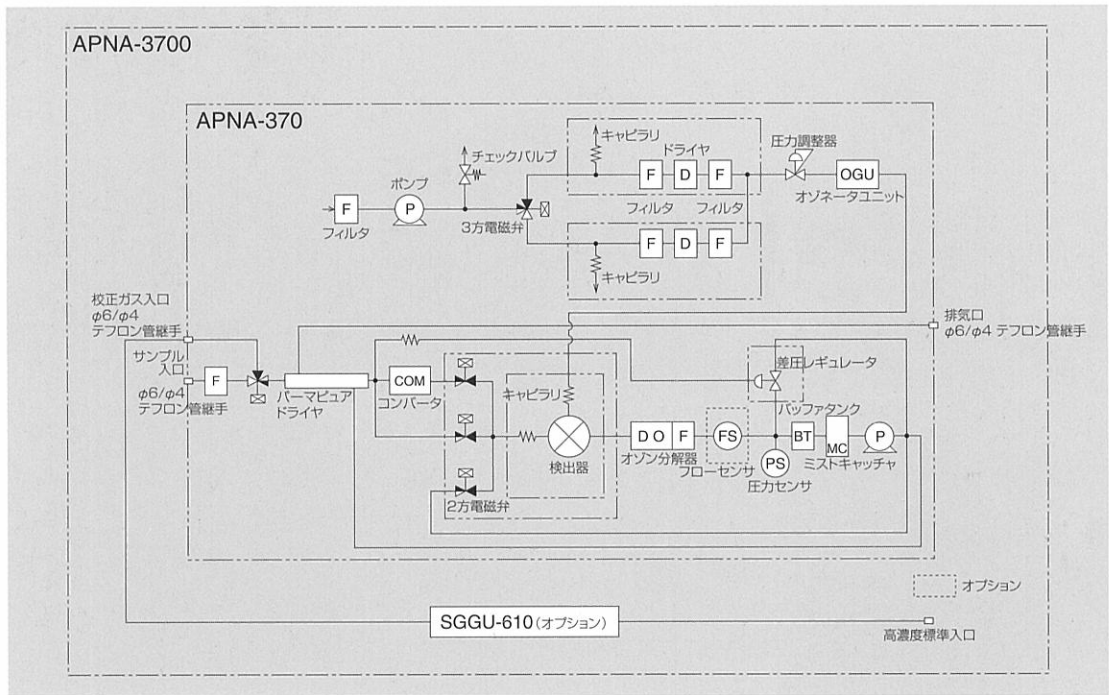 APNA-3700
APNA-370
キャピラリ
ドライヤ
圧力調整器
チェックバルブ
F
D
F
OGU
オゾネータユニット
ポンプ
F
P
フィルタ
フィルタ
フィルタ
3方電磁弁
F
D
F
キャピラリ
校正ガス入口
φ6/φ4
テフロン管継手
排気口
φ6/φ4 テフロン管継手
サンプル
入口
φ6/φ4
テフロン管継手
F
パーマピュア
ドライヤ
COM
コンバータ
キャピラリ
検出器
2方電磁弁
差圧レギュレータ
バッファタンク
D O
F
オゾン分解器
FS
フローセンサ
PS
圧力センサ
BT
MC
ミストキャッチャ
P
オプション
SGGU-610(オプション)
高濃度標準入口